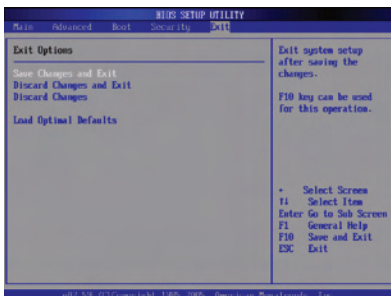 BIOS SETUP UTILITY
Main Advanced Boot Security Exit
Exit Options
Save Changes and Exit
Discard Changes and Exit
Discard Changes
Load Optimal Defaults
Exit system setup
after saving the
changes.
F10 key can be used
for this operation.
Select Screen
↑↓ Select Item
Enter Go to Sub Screen
F1 General Help
F10 Save and Exit
ESC Exit